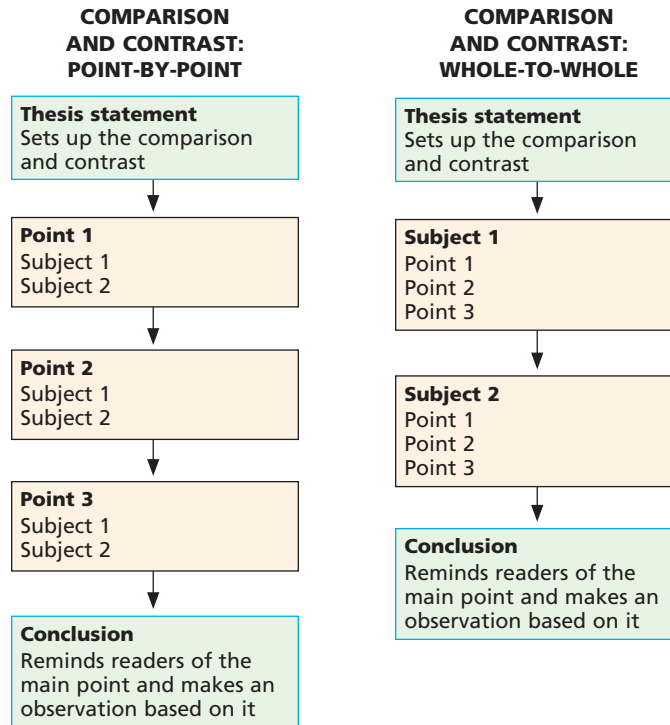 COMPARISON
AND CONTRAST:
POINT-BY-POINT
Thesis statement
Sets up the comparison
and contrast
Point 1
Subject 1
Subject 2
Point 2
Subject 1
Subject 2
Point 3
Subject 1
Subject 2
Conclusion
Reminds readers of the
main point and makes an
observation based on it
COMPARISON
AND CONTRAST:
WHOLE-TO-WHOLE
Thesis statement
Sets up the comparison
and contrast
Subject 1
Point 1
Point 2
Point 3
Subject 2
Point 1
Point 2
Point 3
Conclusion
Reminds readers of the
main point and makes an
observation based on it